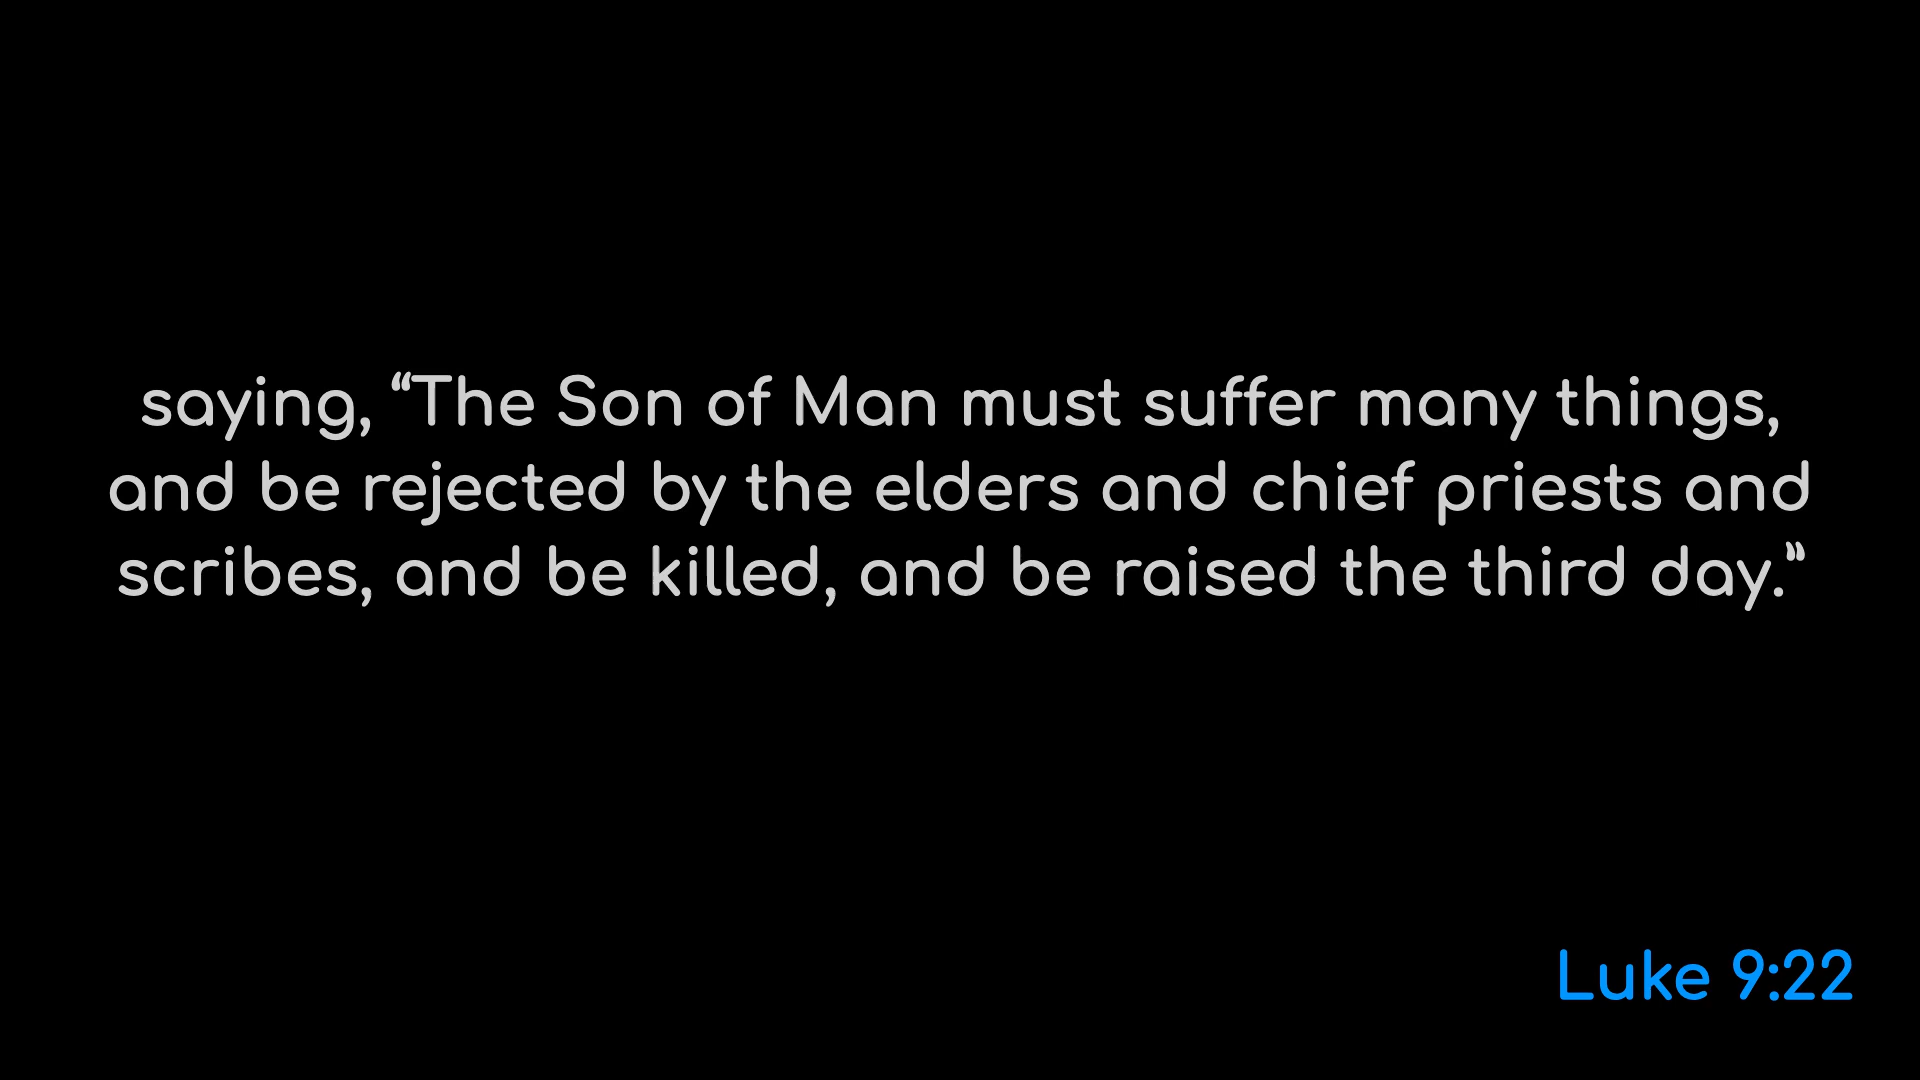 saying, “The Son of Man must suffer many things,
and be rejected by the elders and chief priests and
scribes, and be killed, and be raised the third day.”
Luke 9:22